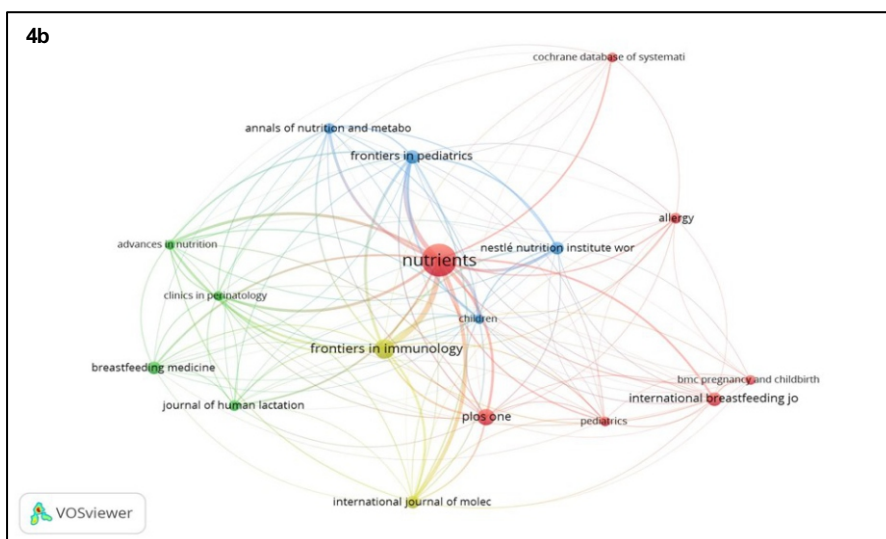 4b
cochrane database of systemati
annals of nutrition and metabo
frontiers in pediatrics
allergy
advances in nutrition
nestlé nutrition institute wor
nutrients
clinics in perinatology
children
frontiers in immunology
breastfeeding medicine
bmc pregnancy and childbirth
international breastfeeding jo
journal of human lactation
plos one
pediatrics
international journal of molec
VOSviewer